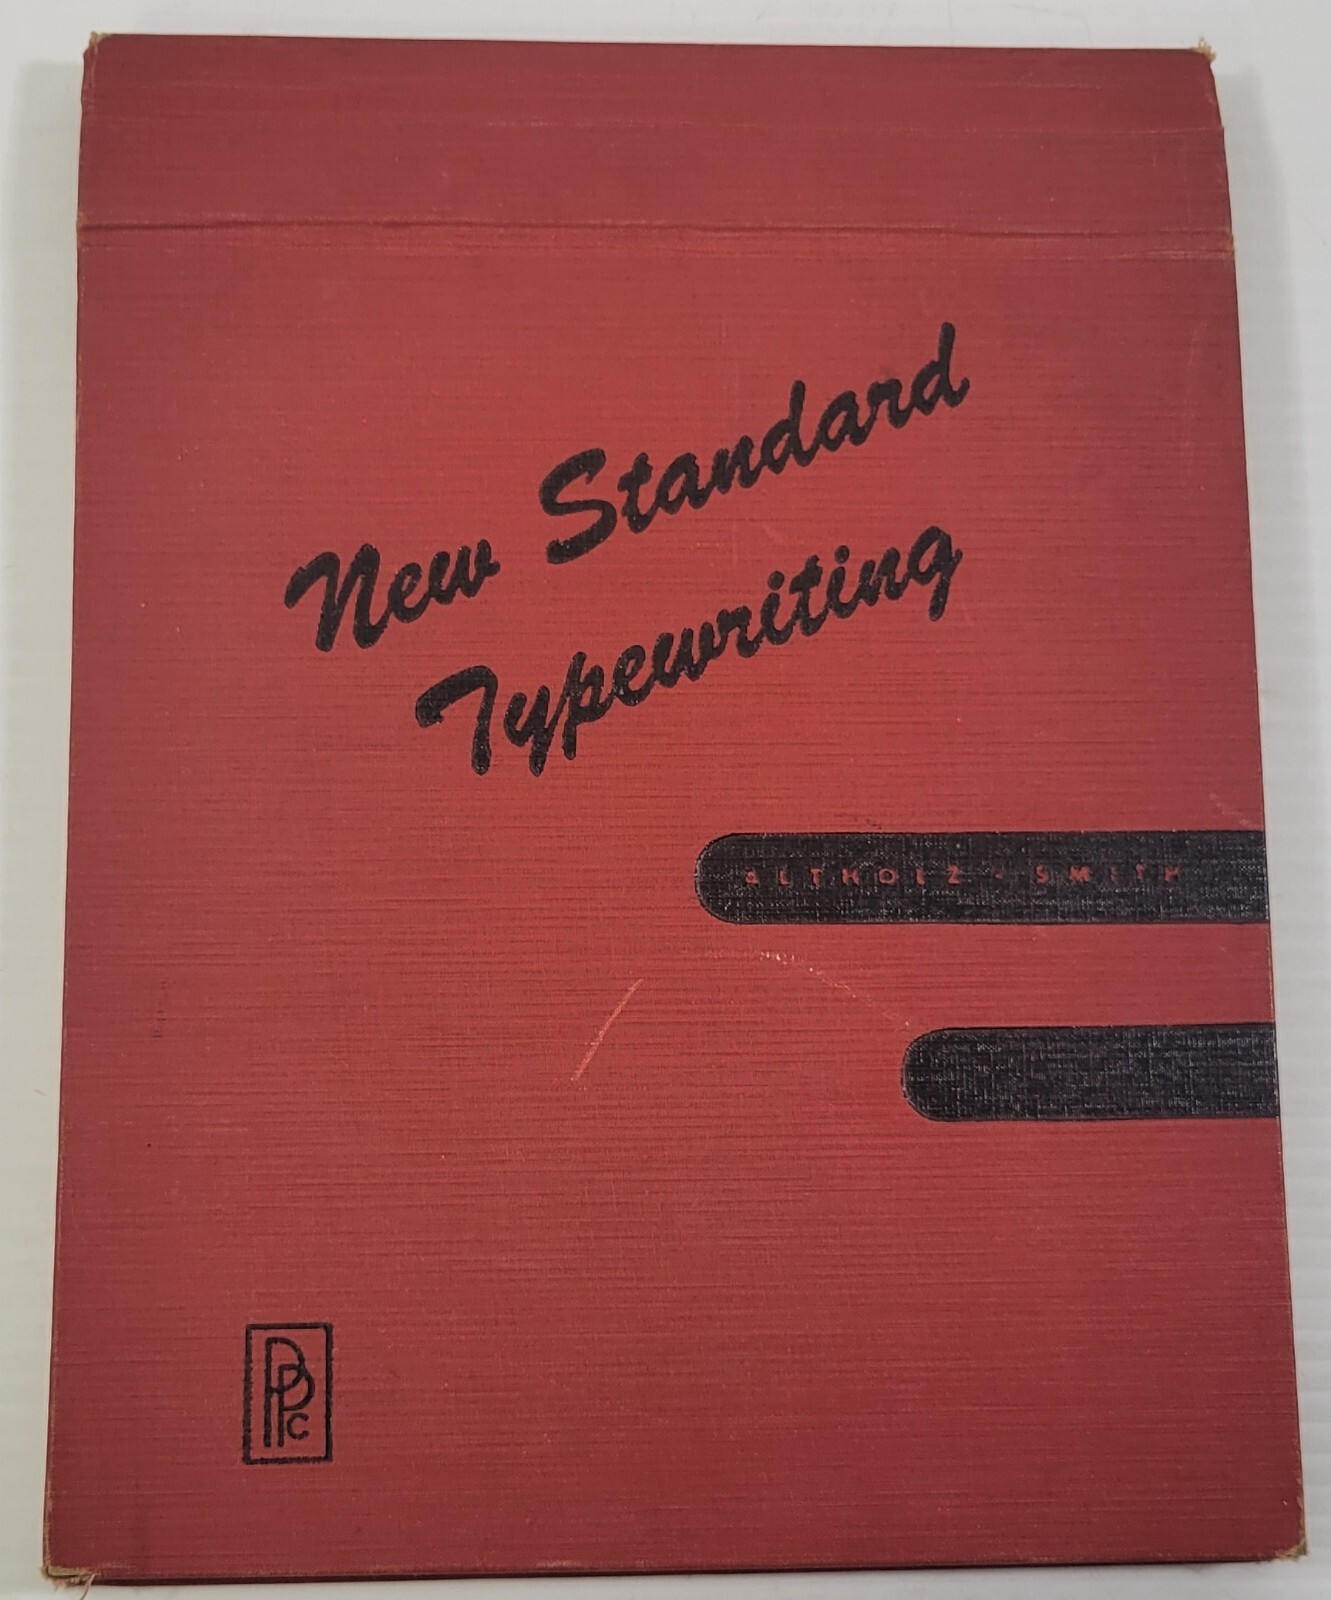 New Standard
Typewriting
ALTHOLZ - SMITH
PPC